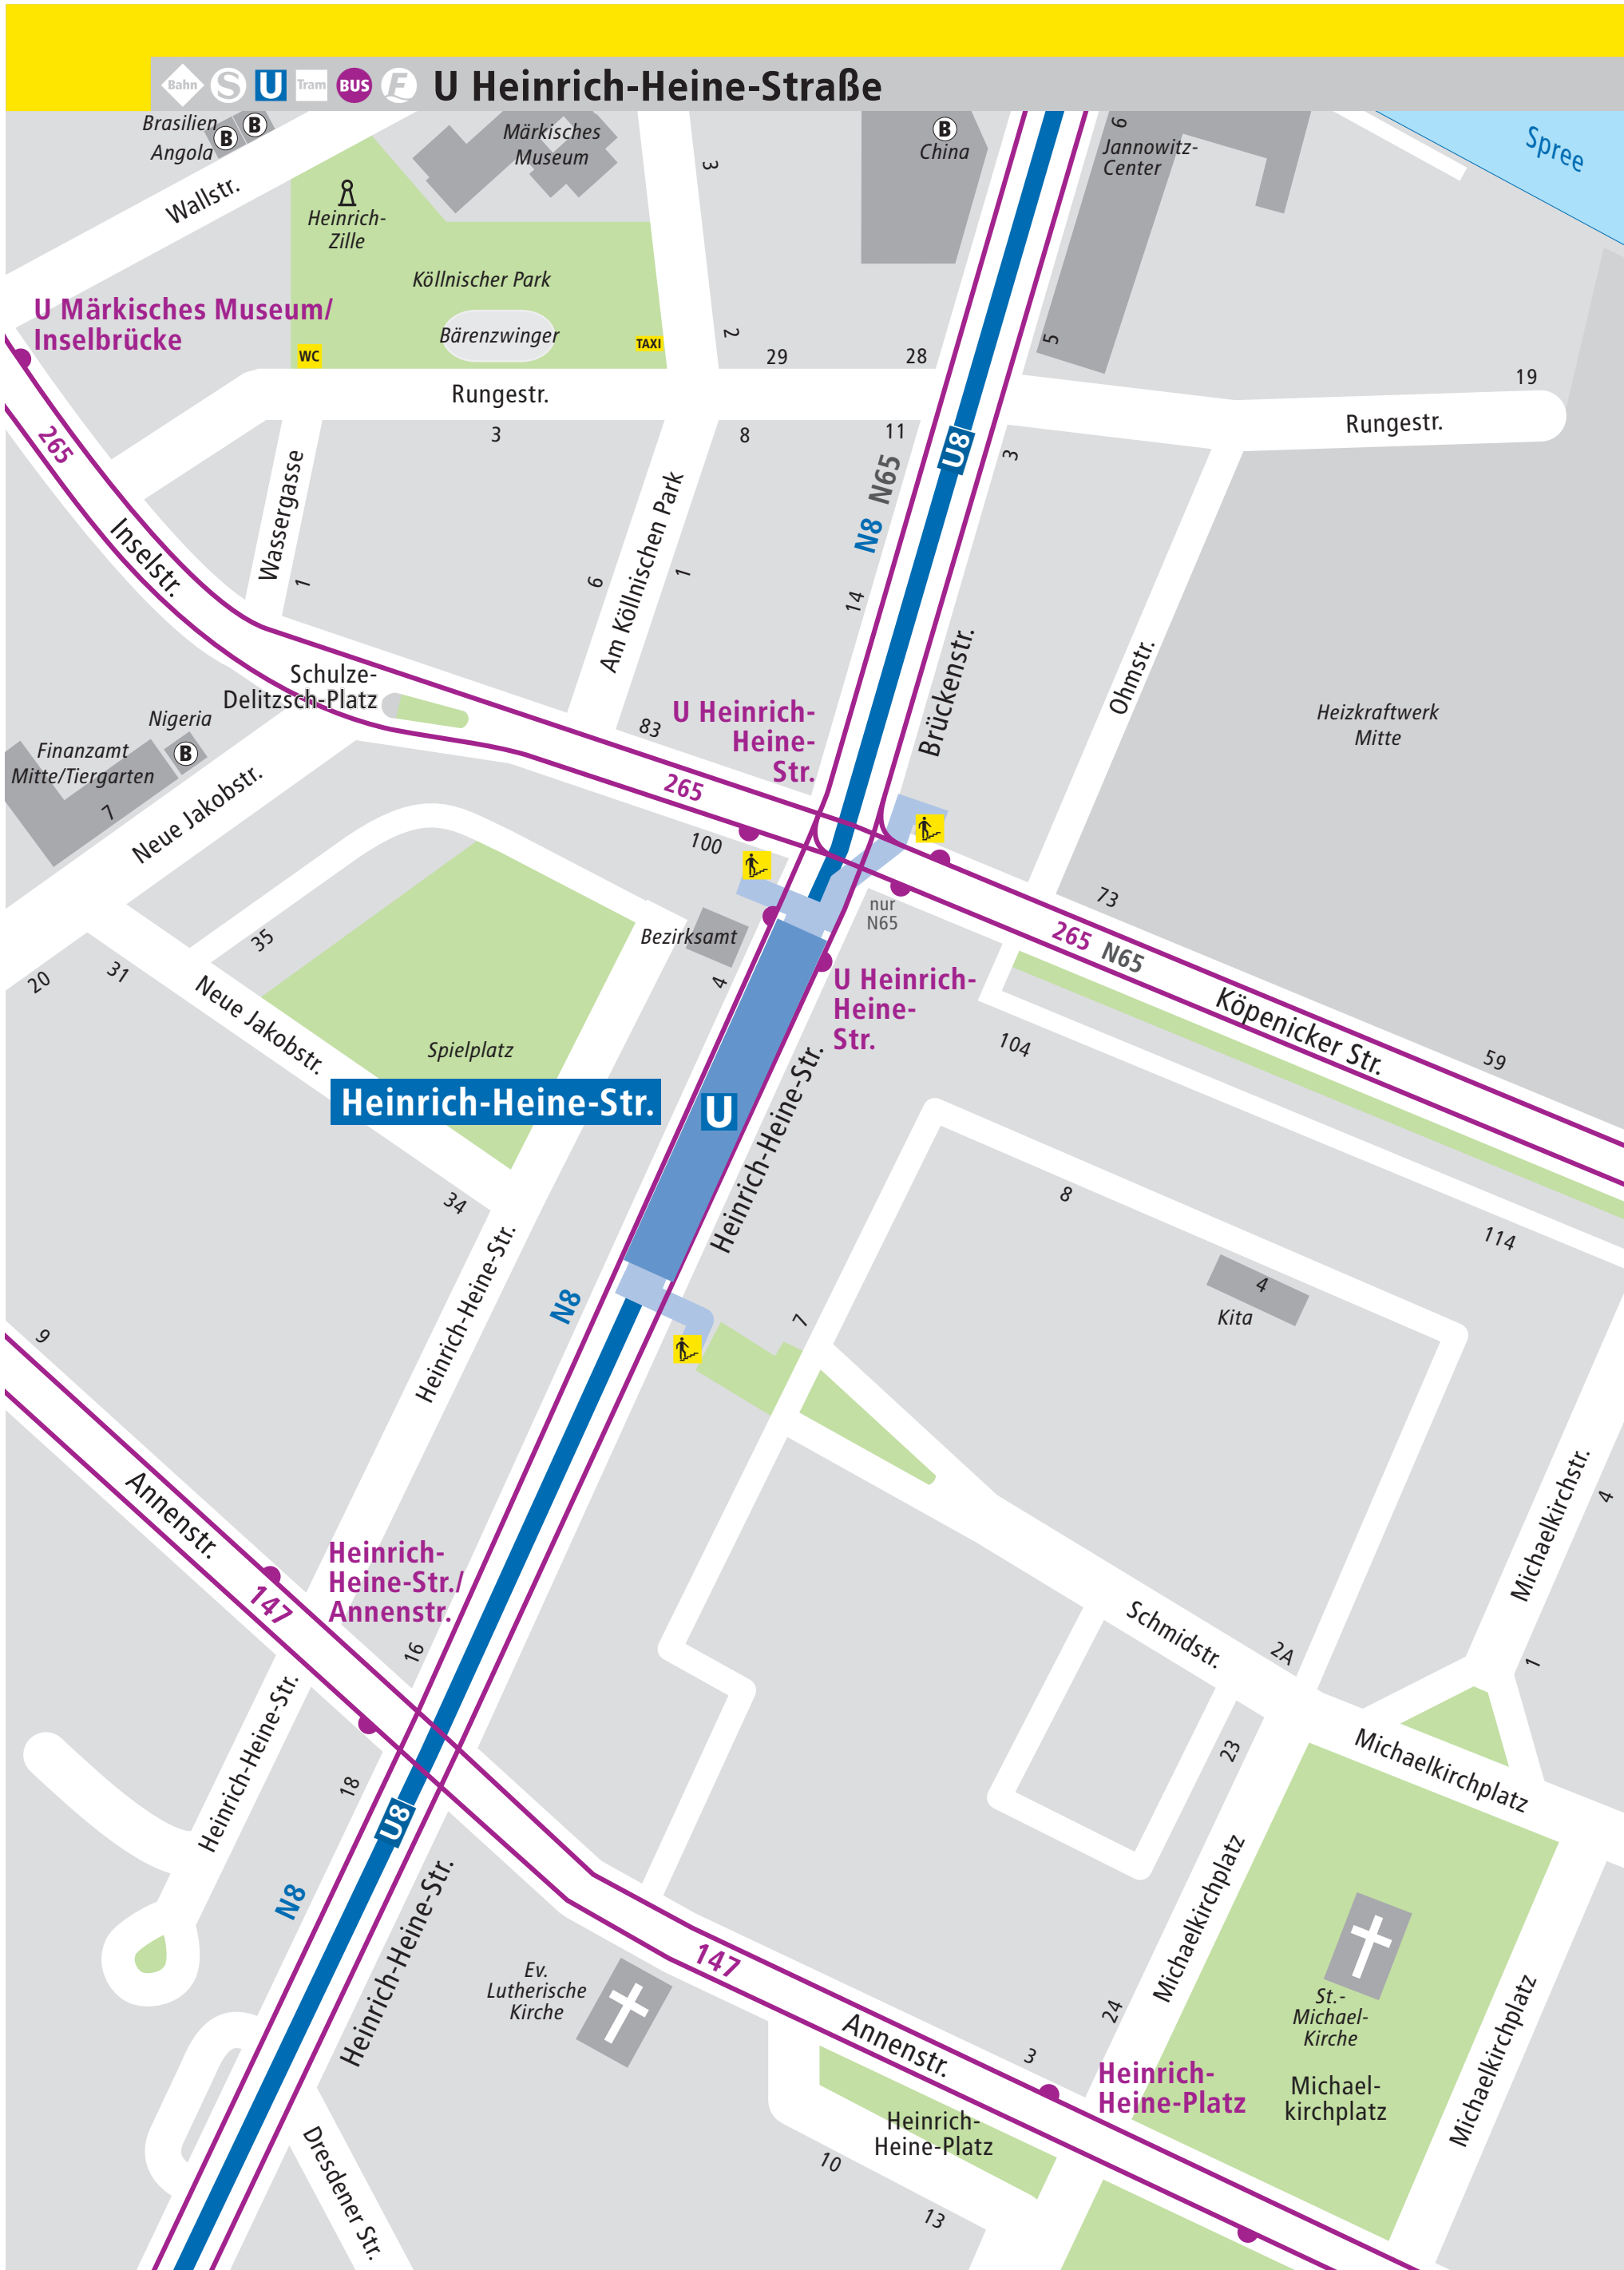 Bahn S U Tram BUS F U Heinrich-Heine-Straße
Brasilien B B
Angola
Märkisches
Museum
3
B
China
6
Jannowitz-
Center
Spree
Wallstr.
Heinrich-
Zille
Köllnischer Park
U Märkisches Museum/
Inselbrücke
Bärenzwinger
WC
TAXI
2
29
28
5
19
Rungestr.
Rungestr.
3
8
11
U8
3
265
Inselstr.
Wassergasse
1
6
Am Köllnischen Park
1
N8 N65
14
Brückenstr.
Ohmstr.
Heizkraftwerk
Mitte
Schulze-
Delitzsch-Platz
Nigeria
B
Finanzamt
Mitte/Tiergarten
7
Neue Jakobstr.
83
U Heinrich-
Heine-
Str.
265
100
nur
N65
73
265 N65
Köpenicker Str.
59
Bezirksamt
4
35
31
20
Neue Jakobstr.
Spielplatz
U Heinrich-
Heine-
Str.
104
114
Heinrich-Heine-Str.
U
Heinrich-Heine-Str.
34
Heinrich-Heine-Str.
N8
8
4
Kita
7
9
Annenstr.
147
Heinrich-
Heine-Str./
Annenstr.
16
Michaelkirchstr.
4
1
Schmidstr.
2A
23
Michaelkirchplatz
Heinrich-Heine-Str.
18
U8
N8
Heinrich-Heine-Str.
Ev.
Lutherische
Kirche
147
Annenstr.
3
24
Michaelkirchplatz
St.-
Michael-
Kirche
Michael-
kirchplatz
Michaelkirchplatz
Heinrich-
Heine-Platz
Heinrich-
Heine-Platz
10
13
Dresdener Str.